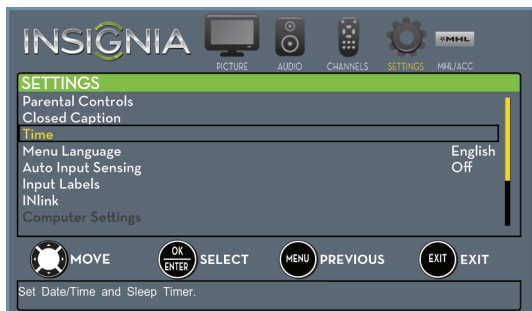 INSIGNIA
PICTURE AUDIO CHANNELS SETTINGS MHL/ACC
MHL
SETTINGS
Parental Controls
Closed Caption
Time
Menu Language English
Auto Input Sensing Off
Input Labels
INlink
Computer Settings
MOVE OK ENTER SELECT MENU PREVIOUS EXIT EXIT
Set Date/Time and Sleep Timer.